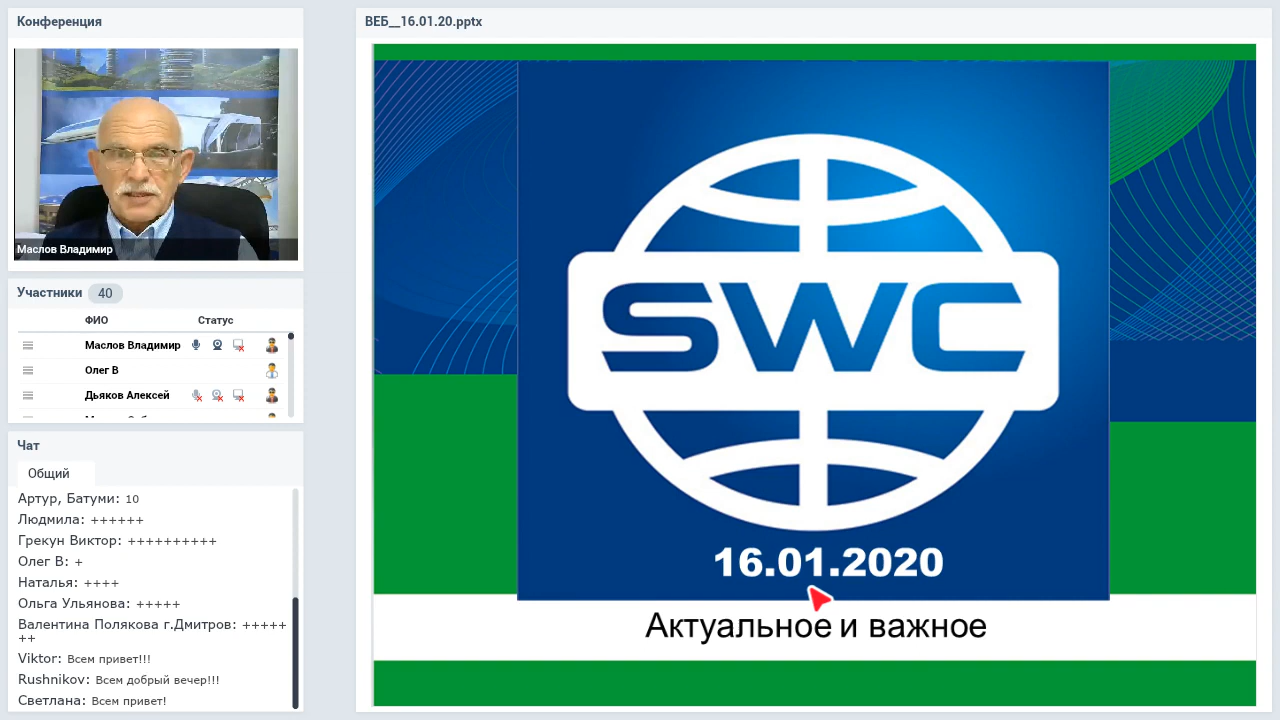 Конференция
Маслов Владимир
Участники 40
ФИО Статус
Маслов Владимир
Олег В
Дьяков Алексей
Чат
Общий
Артур, Батуми: 10
Людмила: ++++++
Грекун Виктор: ++++++++++
Олег В: +
Наталья: ++++
Ольга Ульянова: +++++
Валентина Полякова г.Дмитров: +++++
++
Viktor: Всем привет!!!
Rushnikov: Всем добрый вечер!!!
Светлана: Всем привет!
ВЕБ__16.01.20.pptx
SWC
16.01.2020
Актуальное и важное